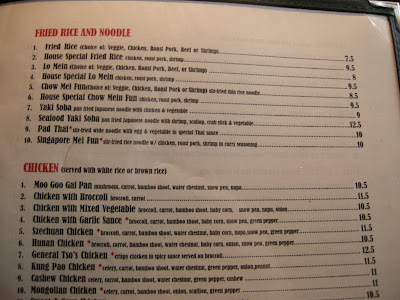 FRIED RICE AND NOODLE
1. Fried Rice (Choice of: Veggie, Chicken, Roast Pork, Beef or Shrimp) 7.5
2. House Special Fried Rice chicken, roast pork, shrimp 9.5
3. Lo Mein (Choice of: Veggie, Chicken, Roast Pork, Beef, or Shrimp) 8
4. House Special Lo Mein chicken, roast pork, shrimp 9.5
5. Chow Mei Fun (Choice of: Veggie, Chicken, Roast Pork or Shrimp) stir-fried thin rice noodle 8.5
6. House Special Chow Mein Fun chicken, roast pork, shrimp 9.5
7. Yaki Soba pan fried japanese noodle with chicken & vegetable 9
8. Seafood Yaki Soba pan fried japanese noodle with shrimp, scallop, crab stick & vegetable 12.5
9. Pad Thai* stir-fried wide noodle with egg & vegetable in special Thai sauce 10
10. Singapore Mei Fun* stir-fried rice noodle w/ chicken, roast pork, shrimp in curry seasoning 10
CHICKEN (served with white rice or brown rice)
1. Moo Goo Gai Pan mushroom, carrot, bamboo shoot, water chestnut, snow pea, napa 10.5
2. Chicken with Broccoli broccoli, carrot 11.5
3. Chicken with Mixed Vegetable broccoli, carrot, bamboo shoot, baby corn, snow pea, napa, onion 10.5
4. Chicken with Garlic Sauce *broccoli, carrot, bamboo shoot, baby corn, snow pea, green pepper 11.5
5. Szechuan Chicken *broccoli, carrot, bamboo shoot, water chestnut, baby corn, napa, snow pea, green pepper 10.5
6. Hunan Chicken *broccoli, carrot, bamboo shoot, water chestnut, baby corn, onion, snow pea, green pepper 11.5
7. General Tso's Chicken *crispy chicken in spicy sauce served on broccoli 12.5
8. Kung Pao Chicken *celery, carrot, bamboo shoot, water chestnut, green pepper, onion, peanut 10.5
9. Cashew Chicken celery, carrot, bamboo shoot, water chestnut, green pepper, cashew 11
10. Mongolian Chicken *celery, carrot, bamboo shoot, onion, scallion, green pepper 11
10.5